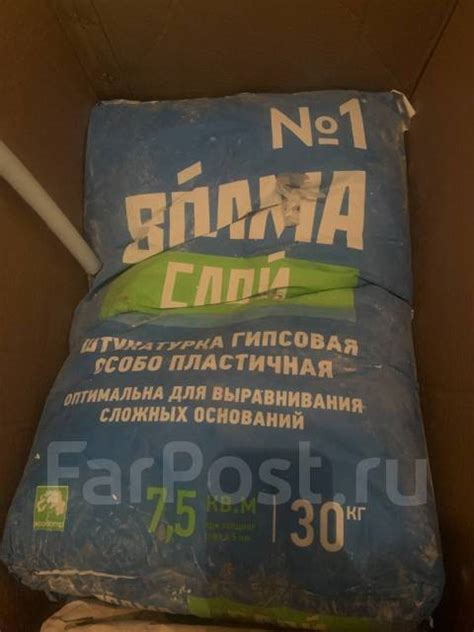 №1
ВОЛМА
СЛОЙ
ШТУКАТУРКА ГИПСОВАЯ
ОСОБО ПЛАСТИЧНАЯ
ОПТИМАЛЬНА ДЛЯ ВЫРАВНИВАНИЯ
СЛОЖНЫХ ОСНОВАНИЙ
FarPost.ru
7,5 КВ.М
30 КГ